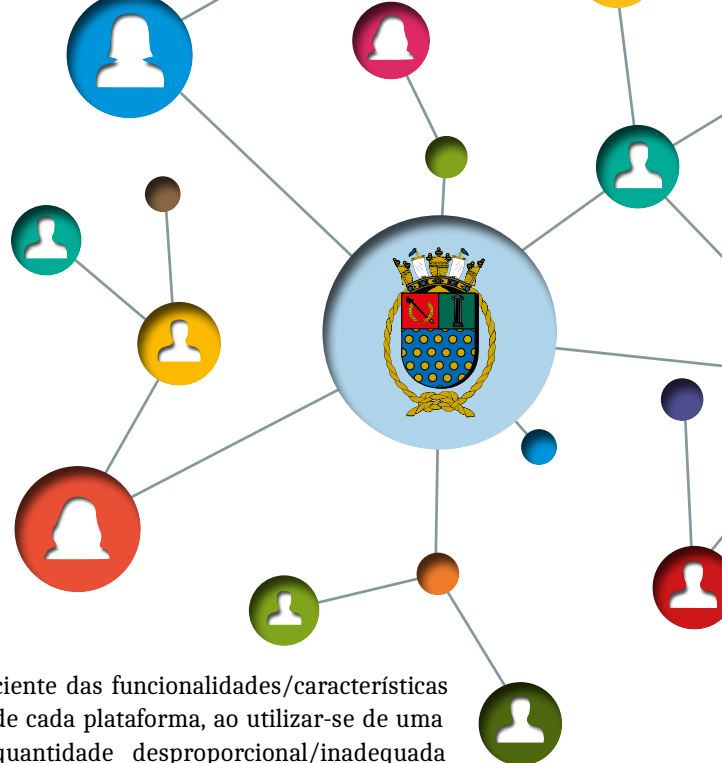 ciente das funcionalidades/características
de cada plataforma, ao utilizar-se de uma
quantidade desproporcional/inadequada